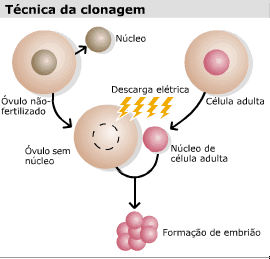 Técnica da clonagem
Núcleo
Descarga elétrica
Óvulo não-
fertilizado
Célula adulta
Óvulo sem
núcleo
Núcleo de
célula adulta
Formação de embrião